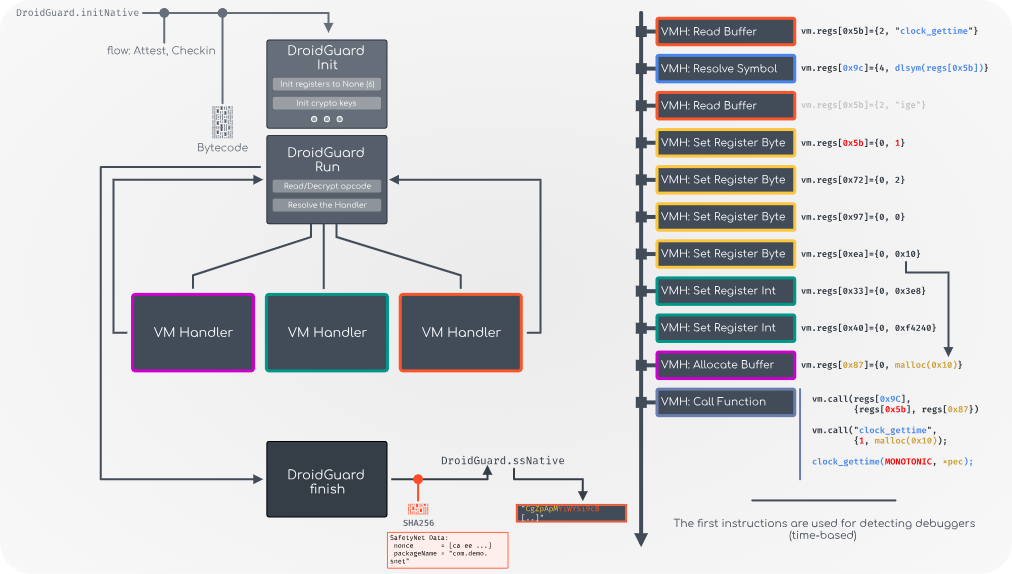 DroidGuard.initNative
flow: Attest, Checkin
Bytecode
DroidGuard
Init
Init registers to None (6)
Init crypto keys
DroidGuard
Run
Read/Decrypt opcode
Resolve the Handler
VM Handler
VM Handler
VM Handler
DroidGuard
finish
DroidGuard.ssNative
SHA256
SafetyNet Data:
nonce = [ca ee ...]
packageName = "com.demo.
snet"
"CgZpApMYiWYSi9c8
[..]"
VMH: Read Buffer
vm.regs[0x5b]={2, "clock_gettime"}
VMH: Resolve Symbol
vm.regs[0x9c]={4, dlsym(regs[0x5b])}
VMH: Read Buffer
vm.regs[0x5b]={2, "ige"}
VMH: Set Register Byte
vm.regs[0x5b]={0, 1}
VMH: Set Register Byte
vm.regs[0x72]={0, 2}
VMH: Set Register Byte
vm.regs[0x97]={0, 0}
VMH: Set Register Byte
vm.regs[0xea]={0, 0x10}
VMH: Set Register Int
vm.regs[0x33]={0, 0x3e8}
VMH: Set Register Int
vm.regs[0x40]={0, 0xf4240}
VMH: Allocate Buffer
vm.regs[0x87]={0, malloc(0x10)}
VMH: Call Function
vm.call(regs[0x9C],
{regs[0x5b], regs[0x87]})
vm.call("clock_gettime",
{1, malloc(0x10)});
clock_gettime(MONOTONIC, *pec);
The first instructions are used for detecting debuggers
(time-based)